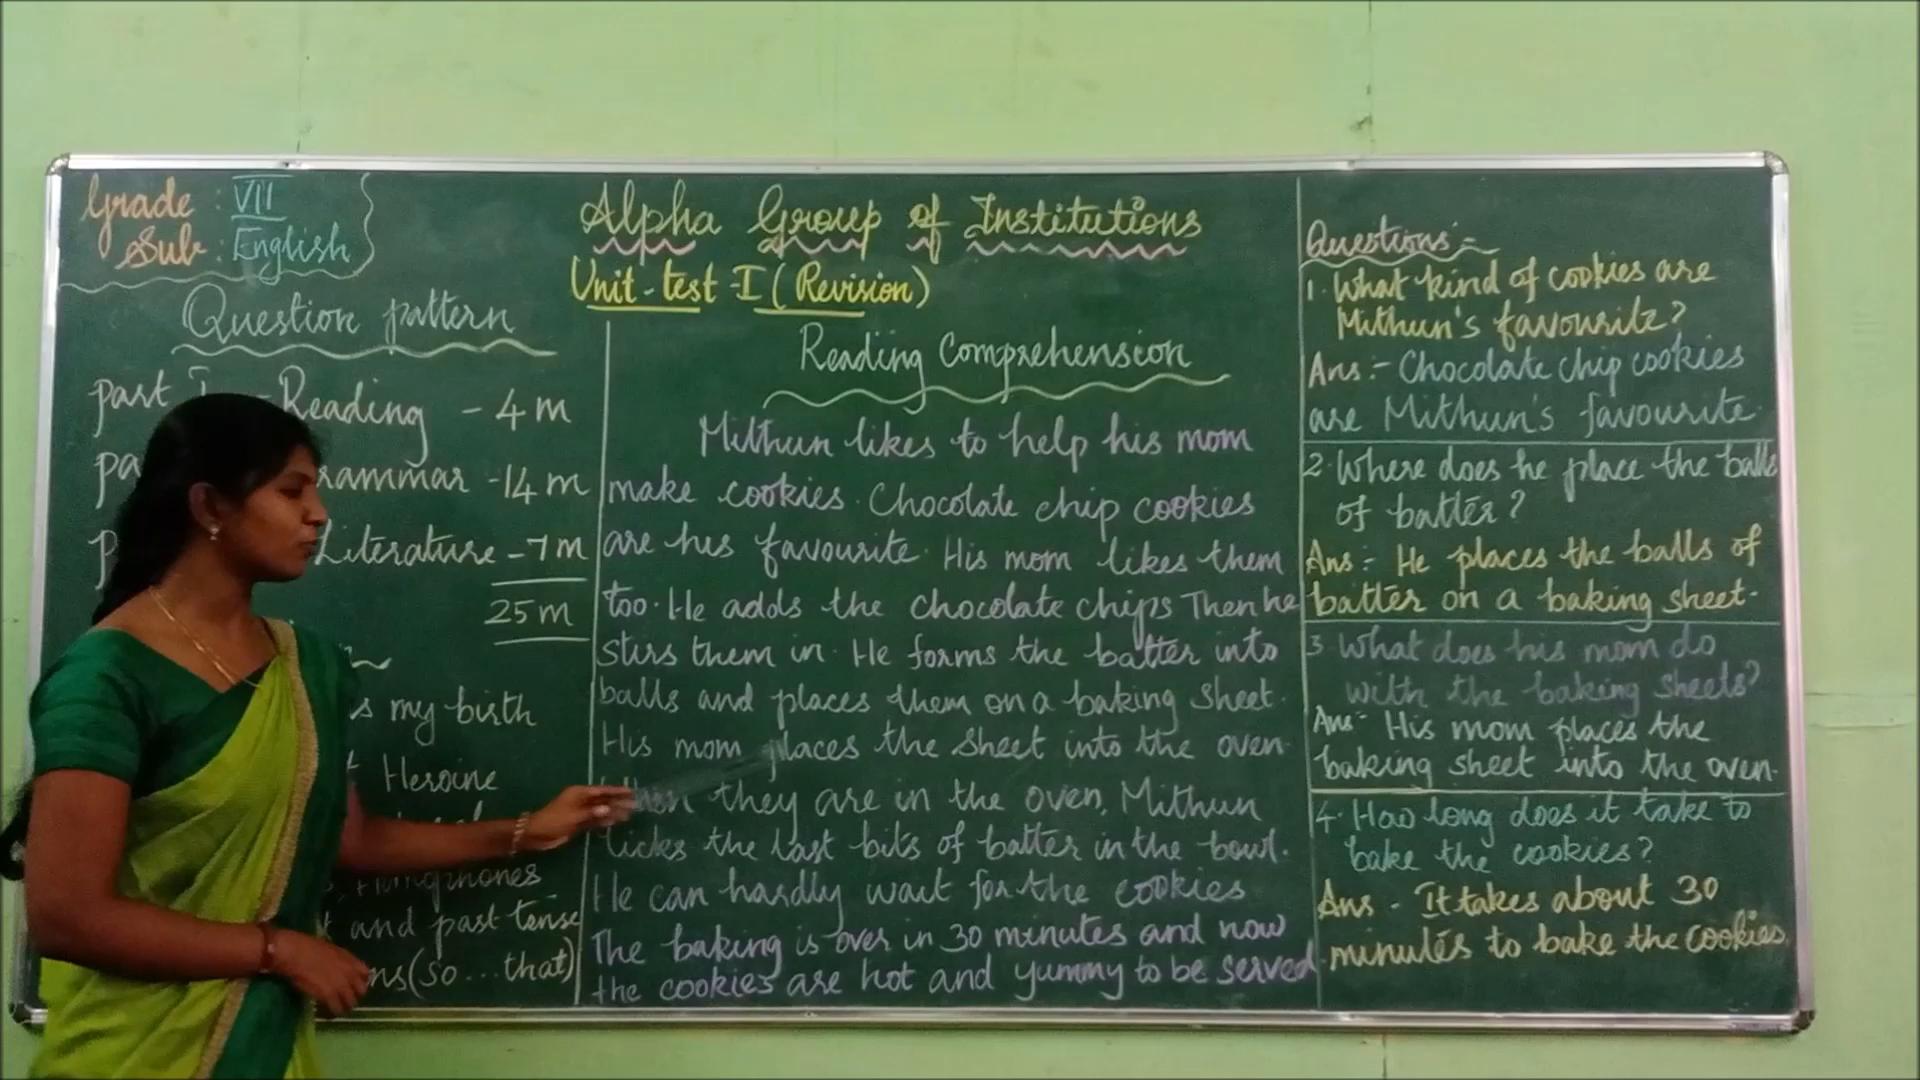 Grade : VII
Sub : English
Alpha Group of Institutions
Unit-test-I (Revision)
Question pattern
part I - Reading - 4 m
rammar -14 m
Literature - 7 m
25 m
s my birth
Heroine
and past tense
ns (so...that)
Reading Comprehension
Mithun likes to help his mom
make cookies. Chocolate chip cookies
are his favourite. His mom likes them
too. He adds the chocolate chips Then he
stirs them in. He forms the batter into
balls and places them on a baking sheet.
His mom places the sheet into the oven.
they are in the oven, Mithun
licks the last bits of batter in the bowl.
He can hardly wait for the cookies
The baking is over in 30 minutes and now
the cookies are hot and yummy to be served.
Questions:-
1. What kind of cookies are
Mithun's favourite?
Ans:- Chocolate chip cookies
are Mithun's favourite.
2. Where does he place the balls
of batter?
Ans:- He places the balls of
batter on a baking sheet.
3. What does his mom do
with the baking sheets?
Ans:- His mom places the
baking sheet into the oven.
4. How long does it take to
bake the cookies?
Ans - It takes about 30
minutes to bake the cookies.